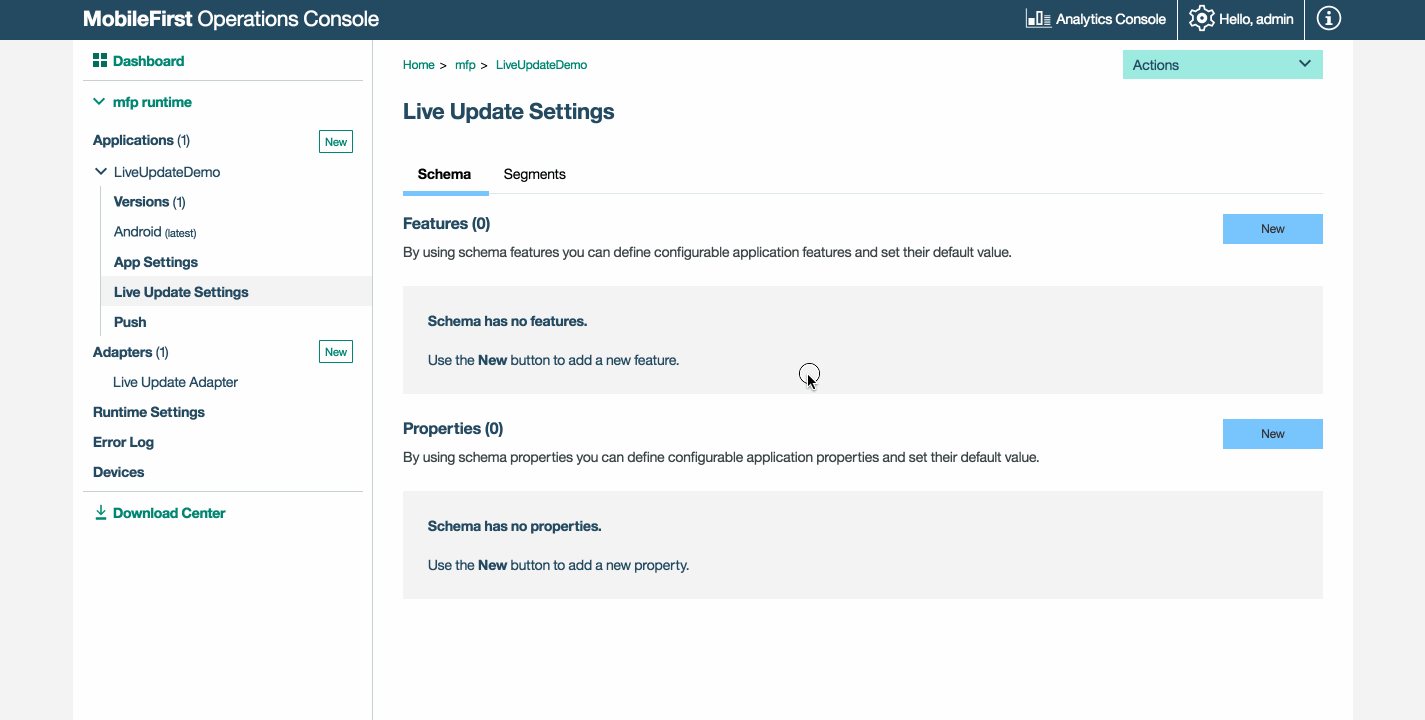 MobileFirst Operations Console
Analytics Console
Hello, admin
Dashboard
mfp runtime
Applications (1)
New
LiveUpdateDemo
Versions (1)
Android (latest)
App Settings
Live Update Settings
Push
Adapters (1)
New
Live Update Adapter
Runtime Settings
Error Log
Devices
Download Center
Home > mfp > LiveUpdateDemo
Actions
Live Update Settings
Schema
Segments
Features (0)
New
By using schema features you can define configurable application features and set their default value.
Schema has no features.
Use the New button to add a new feature.
Properties (0)
New
By using schema properties you can define configurable application properties and set their default value.
Schema has no properties.
Use the New button to add a new property.